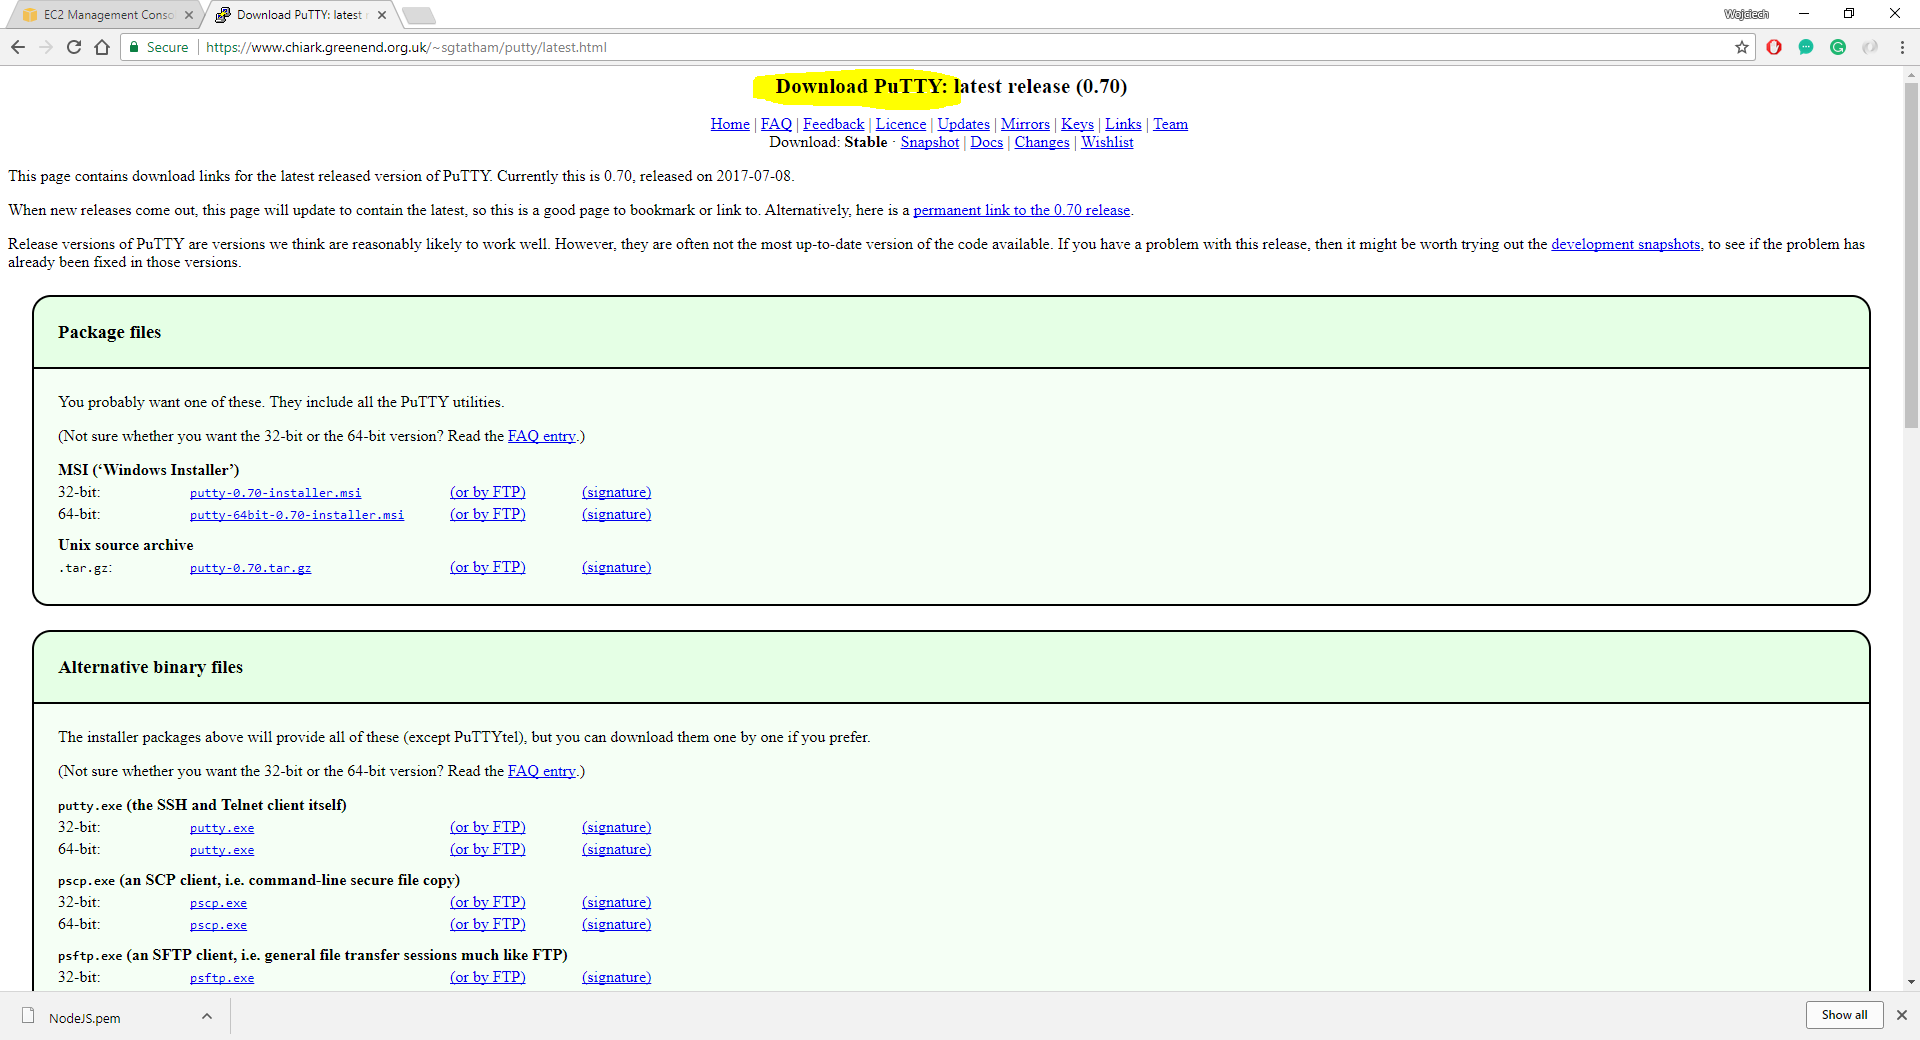 EC2 Management Conso
Download PuTTY: latest r
Wojciech
Secure
https://www.chiark.greenend.org.uk/~sgtatham/putty/latest.html
Download PuTTY: latest release (0.70)
Home | FAQ | Feedback | Licence | Updates | Mirrors | Keys | Links | Team
Download: Stable · Snapshot | Docs | Changes | Wishlist
This page contains download links for the latest released version of PuTTY. Currently this is 0.70, released on 2017-07-08.
When new releases come out, this page will update to contain the latest, so this is a good page to bookmark or link to. Alternatively, here is a permanent link to the 0.70 release.
Release versions of PuTTY are versions we think are reasonably likely to work well. However, they are often not the most up-to-date version of the code available. If you have a problem with this release, then it might be worth trying out the development snapshots, to see if the problem has
already been fixed in those versions.
Package files
You probably want one of these. They include all the PuTTY utilities.
(Not sure whether you want the 32-bit or the 64-bit version? Read the FAQ entry.)
MSI (‘Windows Installer’)
32-bit: putty-0.70-installer.msi (or by FTP) (signature)
64-bit: putty-64bit-0.70-installer.msi (or by FTP) (signature)
Unix source archive
.tar.gz: putty-0.70.tar.gz (or by FTP) (signature)
Alternative binary files
The installer packages above will provide all of these (except PuTTYtel), but you can download them one by one if you prefer.
(Not sure whether you want the 32-bit or the 64-bit version? Read the FAQ entry.)
putty.exe (the SSH and Telnet client itself)
32-bit: putty.exe (or by FTP) (signature)
64-bit: putty.exe (or by FTP) (signature)
pscp.exe (an SCP client, i.e. command-line secure file copy)
32-bit: pscp.exe (or by FTP) (signature)
64-bit: pscp.exe (or by FTP) (signature)
psftp.exe (an SFTP client, i.e. general file transfer sessions much like FTP)
32-bit: psftp.exe (or by FTP) (signature)
NodeJS.pem
Show all